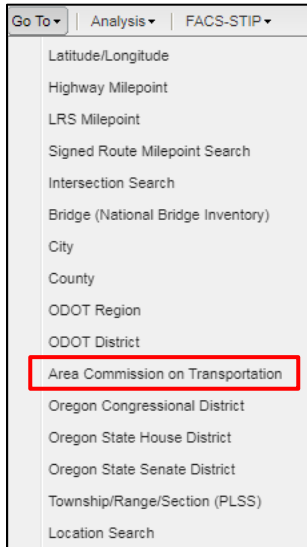 Go To▾ | Analysis▾ | FACS-STIP▾
Latitude/Longitude
Highway Milepoint
LRS Milepoint
Signed Route Milepoint Search
Intersection Search
Bridge (National Bridge Inventory)
City
County
ODOT Region
ODOT District
Area Commission on Transportation
Oregon Congressional District
Oregon State House District
Oregon State Senate District
Township/Range/Section (PLSS)
Location Search